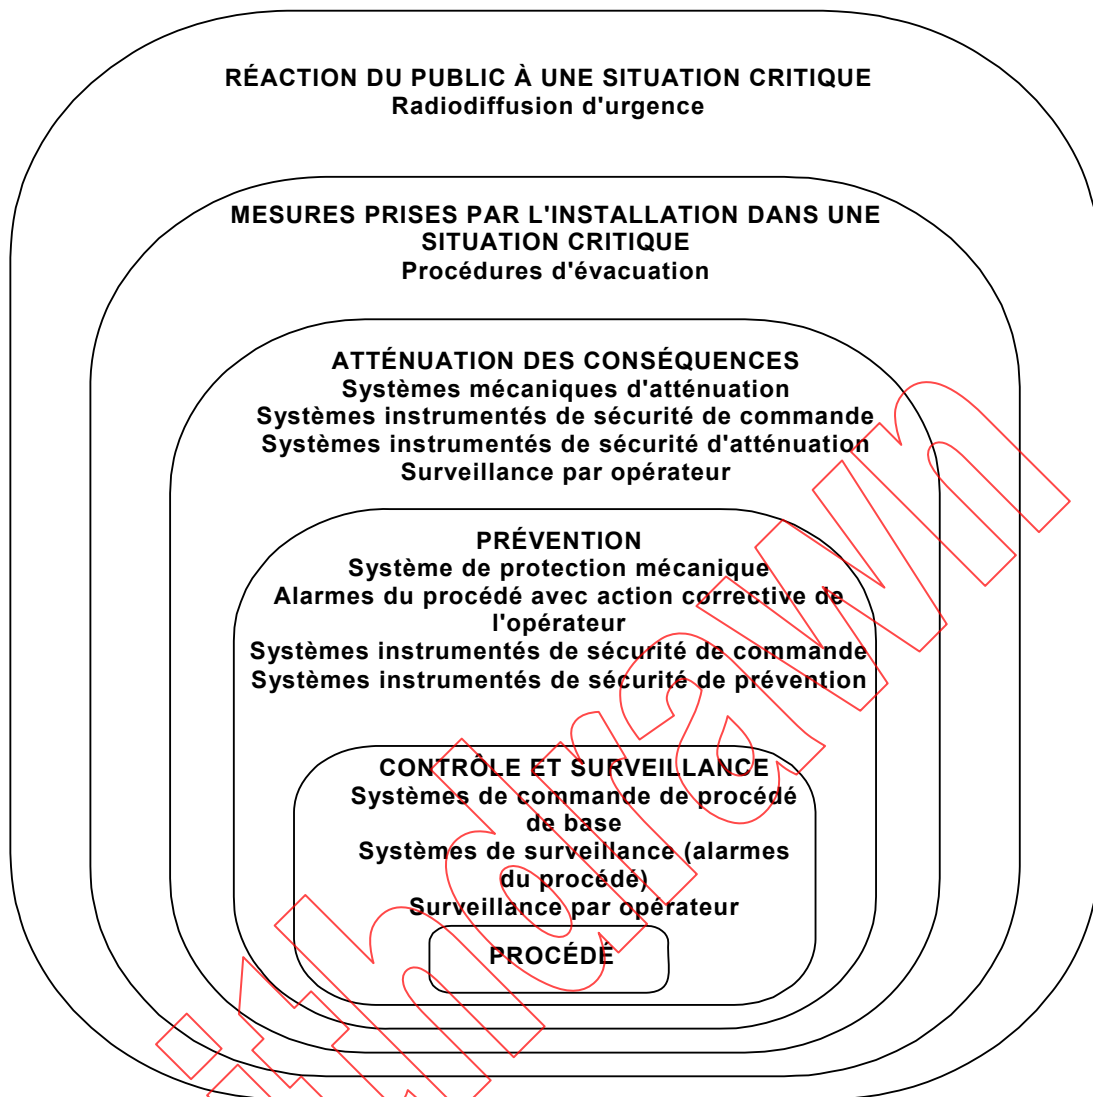 RÉACTION DU PUBLIC À UNE SITUATION CRITIQUE
Radiodiffusion d'urgence
MESURES PRISES PAR L'INSTALLATION DANS UNE
SITUATION CRITIQUE
Procédures d'évacuation
ATTÉNUATION DES CONSÉQUENCES
Systèmes mécaniques d'atténuation
Systèmes instrumentés de sécurité de commande
Systèmes instrumentés de sécurité d'atténuation
Surveillance par opérateur
PRÉVENTION
Système de protection mécanique
Alarmes du procédé avec action corrective de
l'opérateur
Systèmes instrumentés de sécurité de commande
Systèmes instrumentés de sécurité de prévention
CONTRÔLE ET SURVEILLANCE
Systèmes de commande de procédé
de base
Systèmes de surveillance (alarmes
du procédé)
Surveillance par opérateur
PROCÉDÉ
ithdrawn